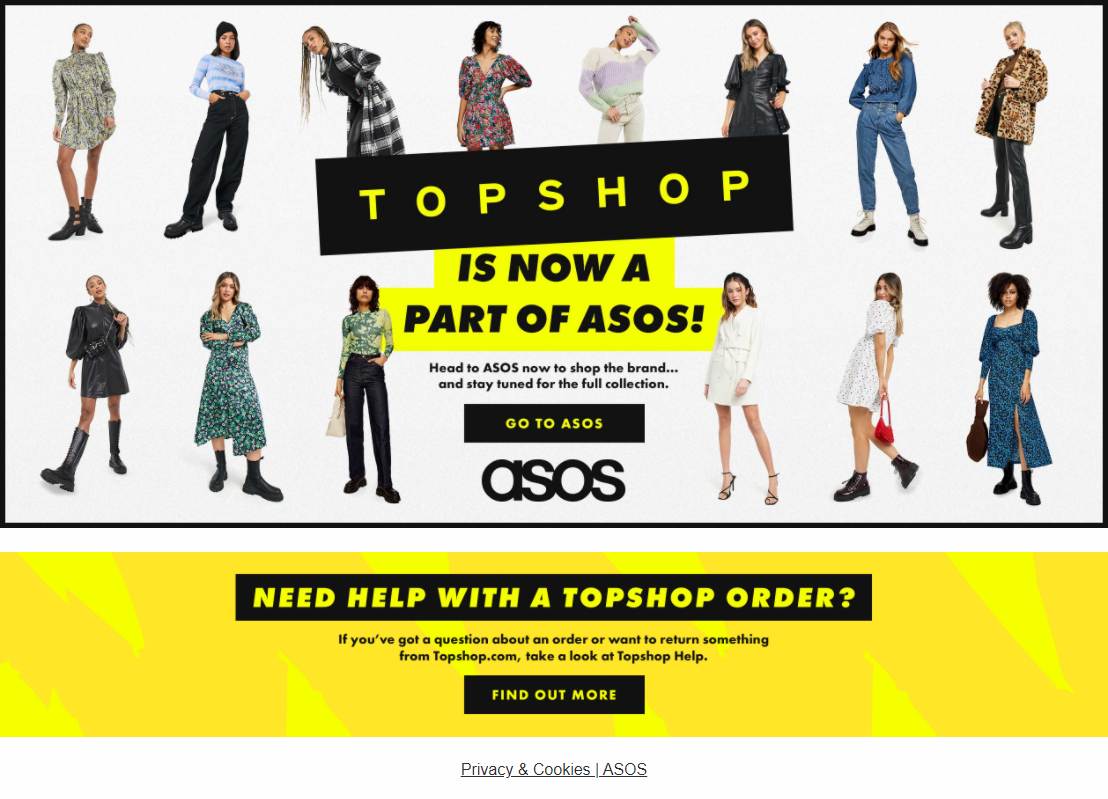 TOPSHOP
IS NOW A
PART OF ASOS!
Head to ASOS now to shop the brand...
and stay tuned for the full collection.
GO TO ASOS
asos
NEED HELP WITH A TOPSHOP ORDER?
If you've got a question about an order or want to return something
from Topshop.com, take a look at Topshop Help.
FIND OUT MORE
Privacy & Cookies | ASOS